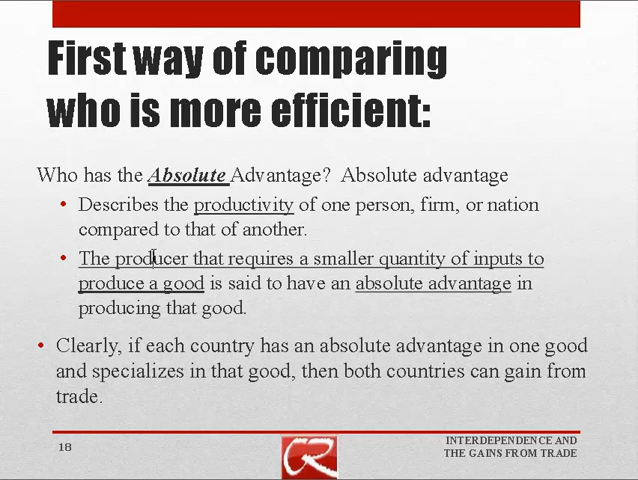 First way of comparing
who is more efficient:
Who has the Absolute Advantage? Absolute advantage
• Describes the productivity of one person, firm, or nation
compared to that of another.
• The producer that requires a smaller quantity of inputs to
produce a good is said to have an absolute advantage in
producing that good.
• Clearly, if each country has an absolute advantage in one good
and specializes in that good, then both countries can gain from
trade.
18
INTERDEPENDENCE AND
THE GAINS FROM TRADE